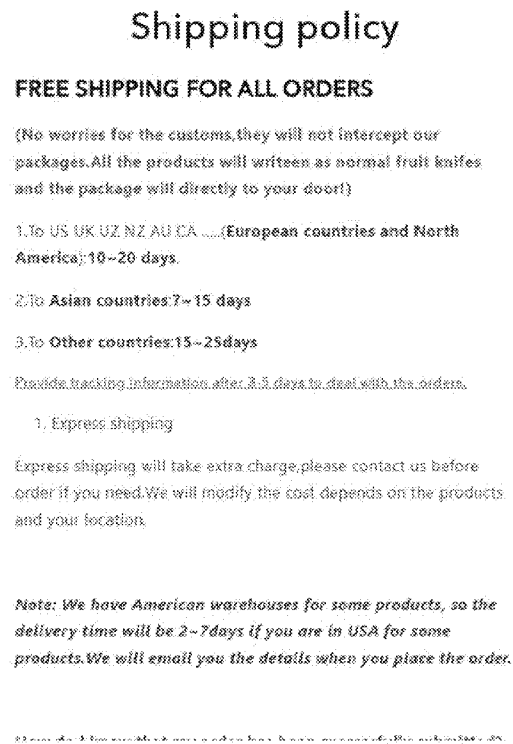 Shipping policy
FREE SHIPPING FOR ALL ORDERS
(No worries for the customs,they will not intercept our
packages.All the products will writeen as normal fruit knifes
and the package will directly to your door!)
1.To US UK UZ NZ AU CA .....(European countries and North
America):10~20 days.
2.To Asian countries:7~15 days
3.To Other countries:15~25days
Provide tracking information after 3-5 days to deal with the orders.
1. Express shipping
Express shipping will take extra charge,please contact us before
order if you need.We will modify the cost depends on the products
and your location.
Note: We have American warehouses for some products, so the
delivery time will be 2~7days if you are in USA for some
products.We will email you the details when you place the order.